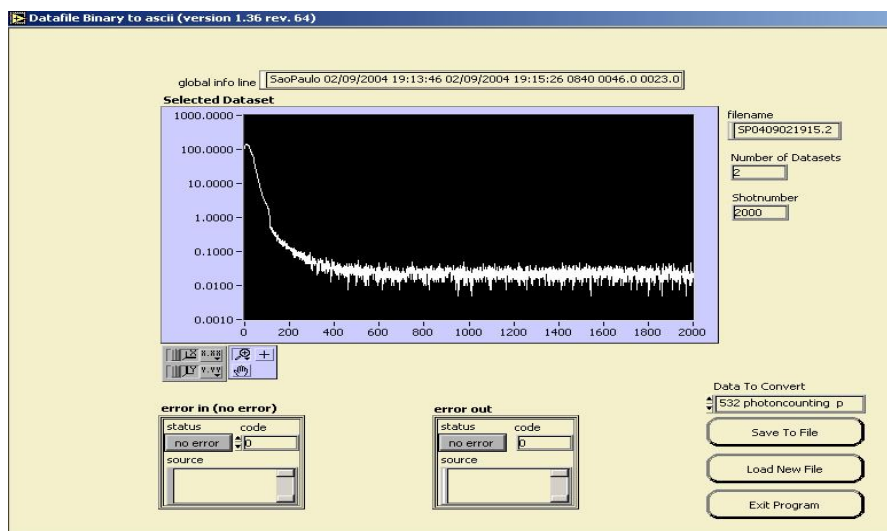 Datafile Binary to ascii (version 1.36 rev. 64)
global info line SaoPaulo 02/09/2004 19:13:46 02/09/2004 19:15:26 0840 0046.0 0023.0
Selected Dataset
1000.0000
100.0000
10.0000
1.0000
0.1000
0.0100
0.0010
0 200 400 600 800 1000 1200 1400 1600 1800 2000
filename
SP0409021915.2
Number of Datasets
2
Shotnumber
2000
X X.XX
Y Y.YY
Data To Convert
532 photoncounting p
Save To File
Load New File
Exit Program
error in (no error)
status code
no error 0
source
error out
status code
no error 0
source